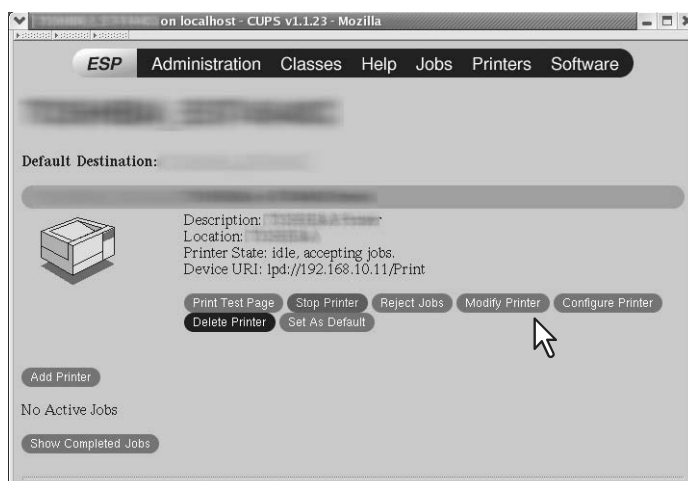 on localhost - CUPS v1.1.23 - Mozilla
ESP Administration Classes Help Jobs Printers Software
Default Destination:
Description:
Location:
Printer State: idle, accepting jobs.
Device URI: lpd://192.168.10.11/Print
Print Test Page Stop Printer Reject Jobs Modify Printer Configure Printer
Delete Printer Set As Default
Add Printer
No Active Jobs
Show Completed Jobs